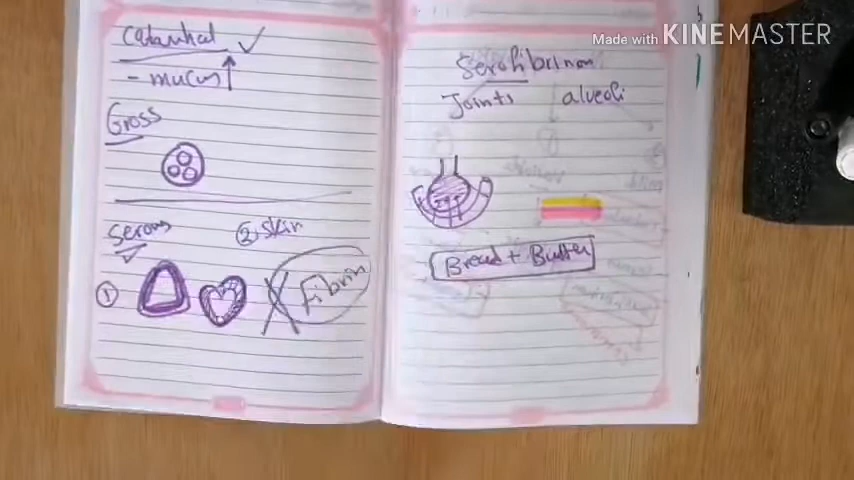 Made with KINEMASTER
Catarrhal ✓
- mucus ↑
Gross
Serous
② skin
①
Fibrin
Serofibrinous
Joints
alveoli
Bread + Butter